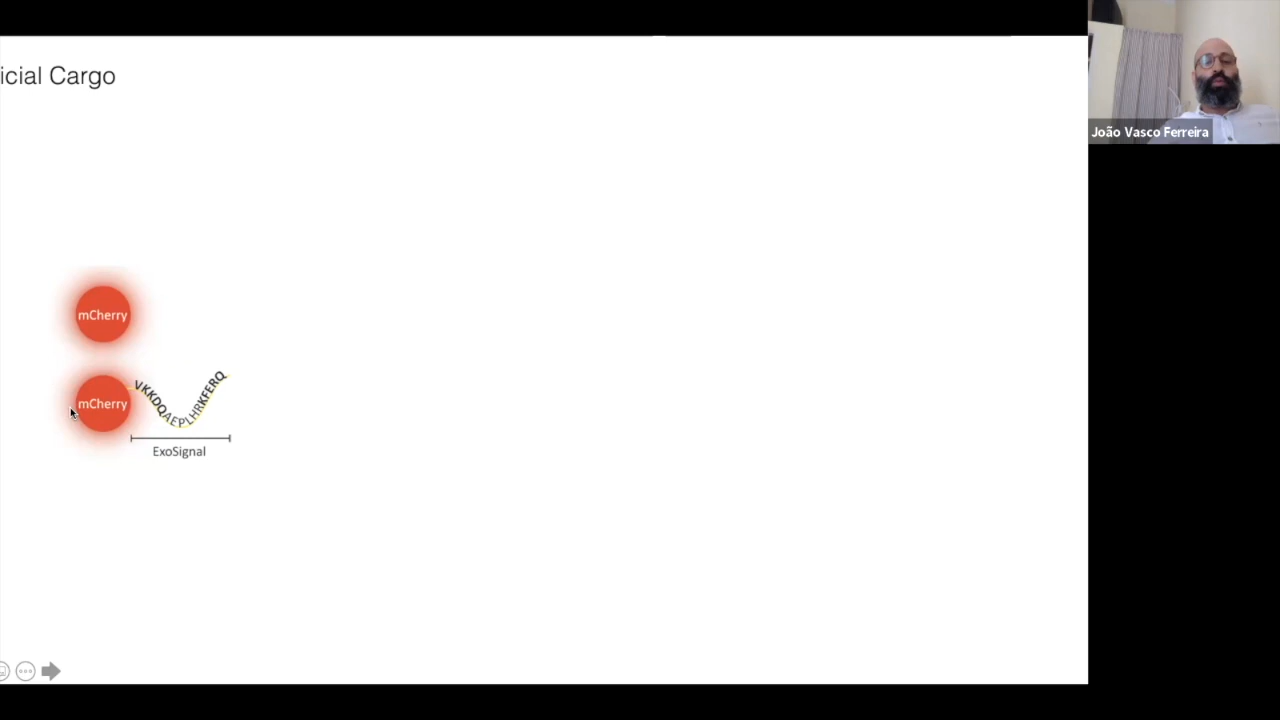 icial Cargo
João Vasco Ferreira
mCherry
mCherry
VKKDQAEPLHRKFERQ
ExoSignal